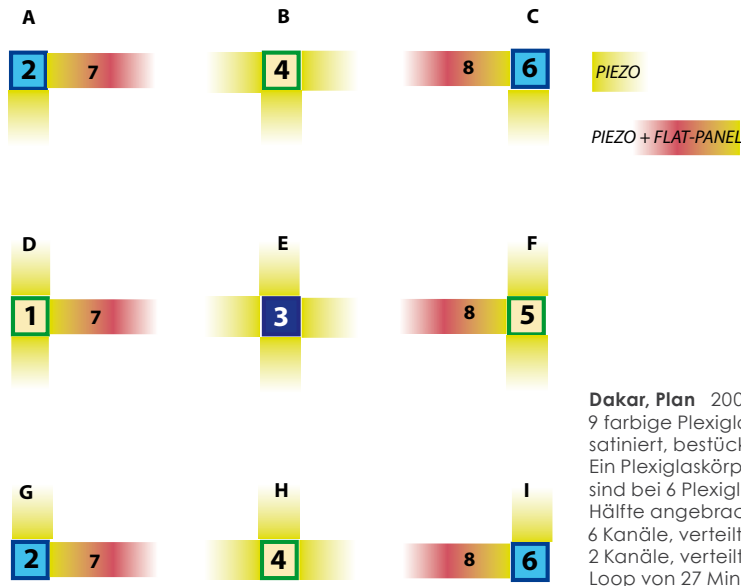 A B C
2 7 4 8 6 PIEZO
PIEZO + FLAT-PANEL
D E F
1 7 3 8 5
Dakar, Plan 200
9 farbige Plexigla
satiniert, bestück
Ein Plexiglaskörp
sind bei 6 Plexigl
Hälfte angebrac
G H I
6 Kanäle, verteilt
2 7 4 8 6
2 Kanäle, verteilt
Loop von 27 Min